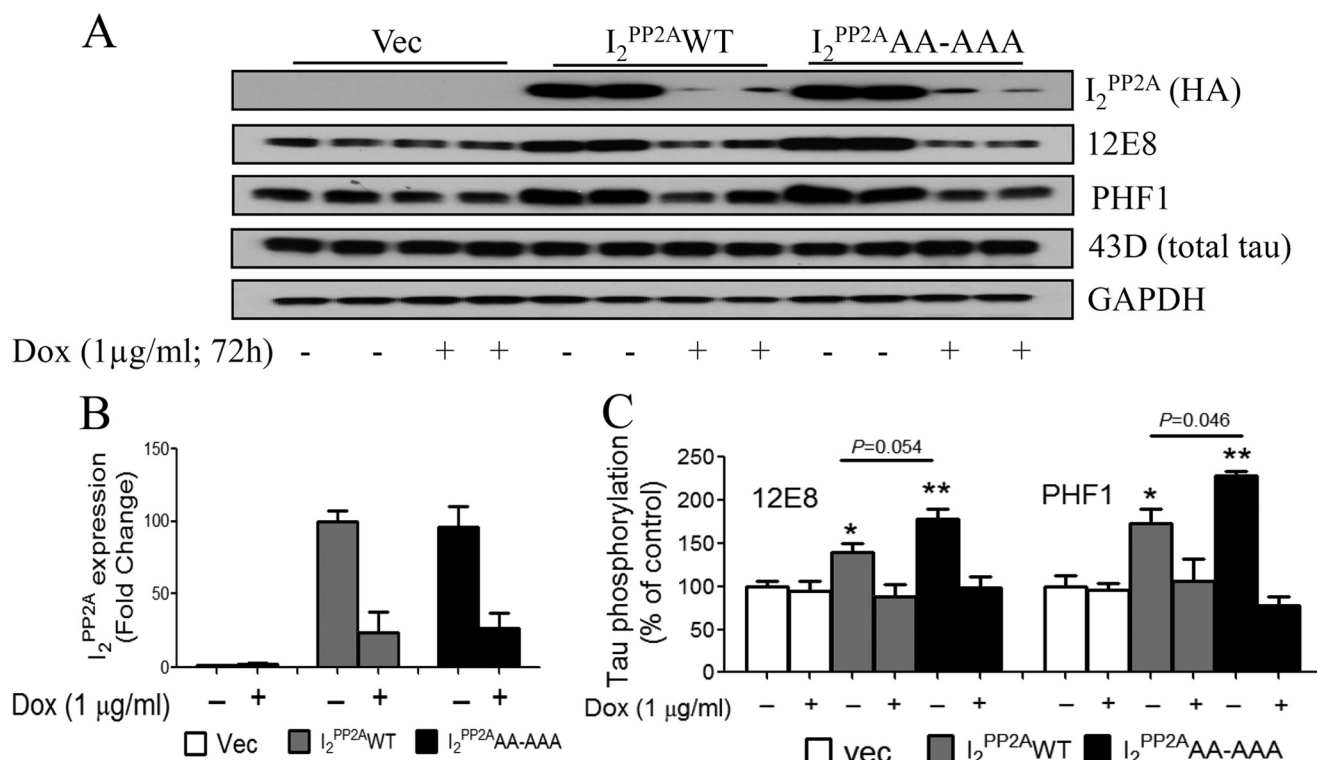 A
Vec I₂ᴾᴾ²ᴬWT I₂ᴾᴾ²ᴬAA-AAA
I₂ᴾᴾ²ᴬ (HA)
12E8
PHF1
43D (total tau)
GAPDH
Dox (1µg/ml; 72h) - - + + - - + + - - + +
B
I₂ᴾᴾ²ᴬ expression
(Fold Change)
150
100
50
0
Dox (1 µg/ml) – + – + – +
Vec I₂ᴾᴾ²ᴬWT I₂ᴾᴾ²ᴬAA-AAA
C
Tau phosphorylation
(% of control)
250
200
150
100
50
0
12E8
P=0.054
* **
PHF1
P=0.046
* **
Dox (1 µg/ml) – + – + – + – + – + – +
vec I₂ᴾᴾ²ᴬWT I₂ᴾᴾ²ᴬAA-AAA